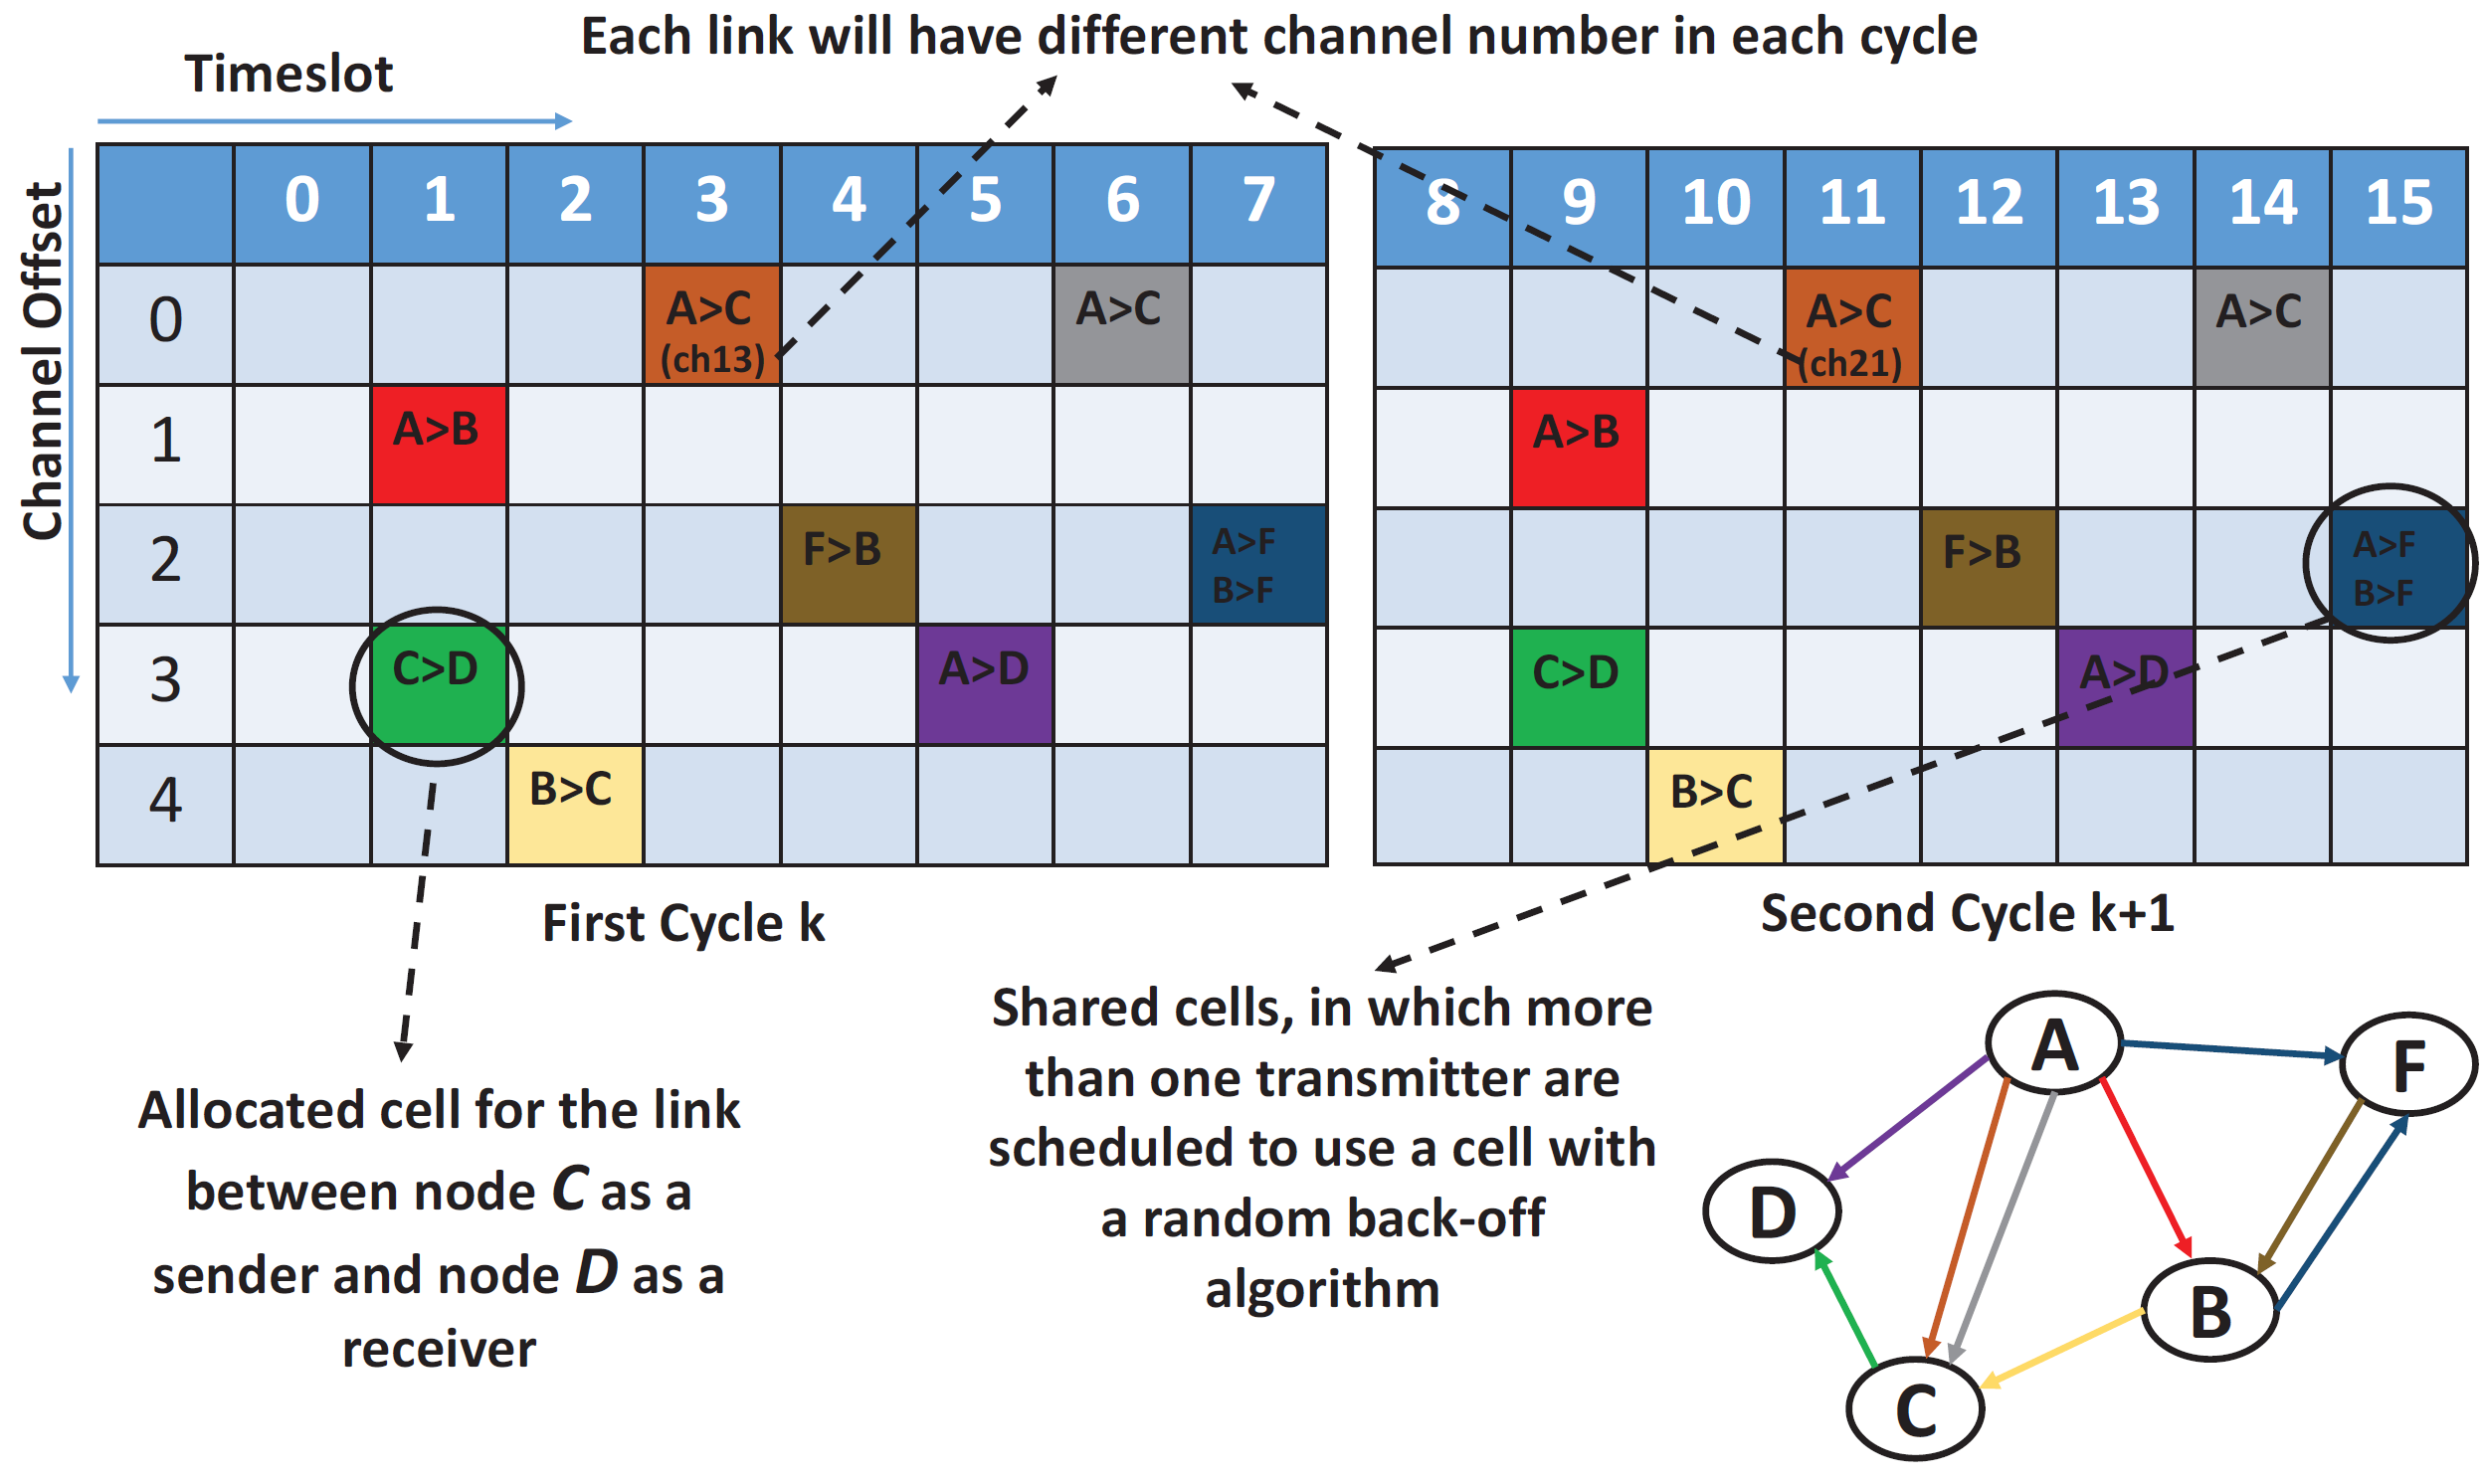 Each link will have different channel number in each cycle
Timeslot
Channel Offset
0 1 2 3 4 5 6 7
0 A>C (ch13) A>C
1 A>B
2 F>B A>F B>F
3 C>D A>D
4 B>C
8 9 10 11 12 13 14 15
A>C (ch21) A>C
A>B
F>B A>F B>F
C>D A>D
B>C
First Cycle k
Second Cycle k+1
Allocated cell for the link
between node C as a
sender and node D as a
receiver
Shared cells, in which more
than one transmitter are
scheduled to use a cell with
a random back-off
algorithm
A
F
D
B
C